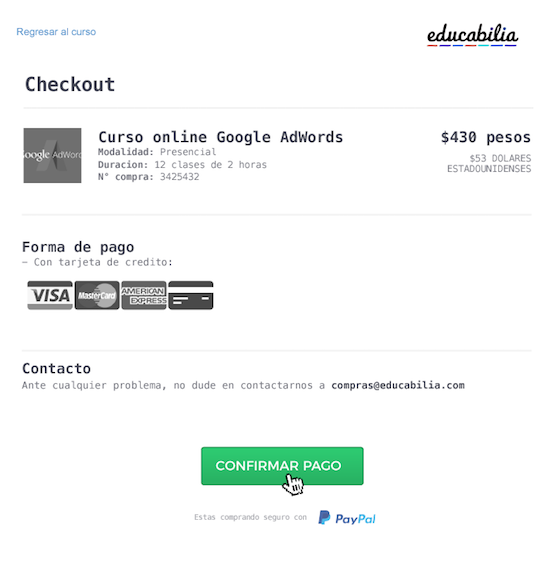 Regresar al curso
educabilia
Checkout
Google AdWord
Curso online Google AdWords
Modalidad: Presencial
Duracion: 12 clases de 2 horas
N° compra: 3425432
$430 pesos
$53 DOLARES
ESTADOUNIDENSES
Forma de pago
- Con tarjeta de credito:
VISA
MasterCard
AMERICAN
EXPRESS
Contacto
Ante cualquier problema, no dude en contactarnos a compras@educabilia.com
CONFIRMAR PAGO
Estas comprando seguro con
PayPal